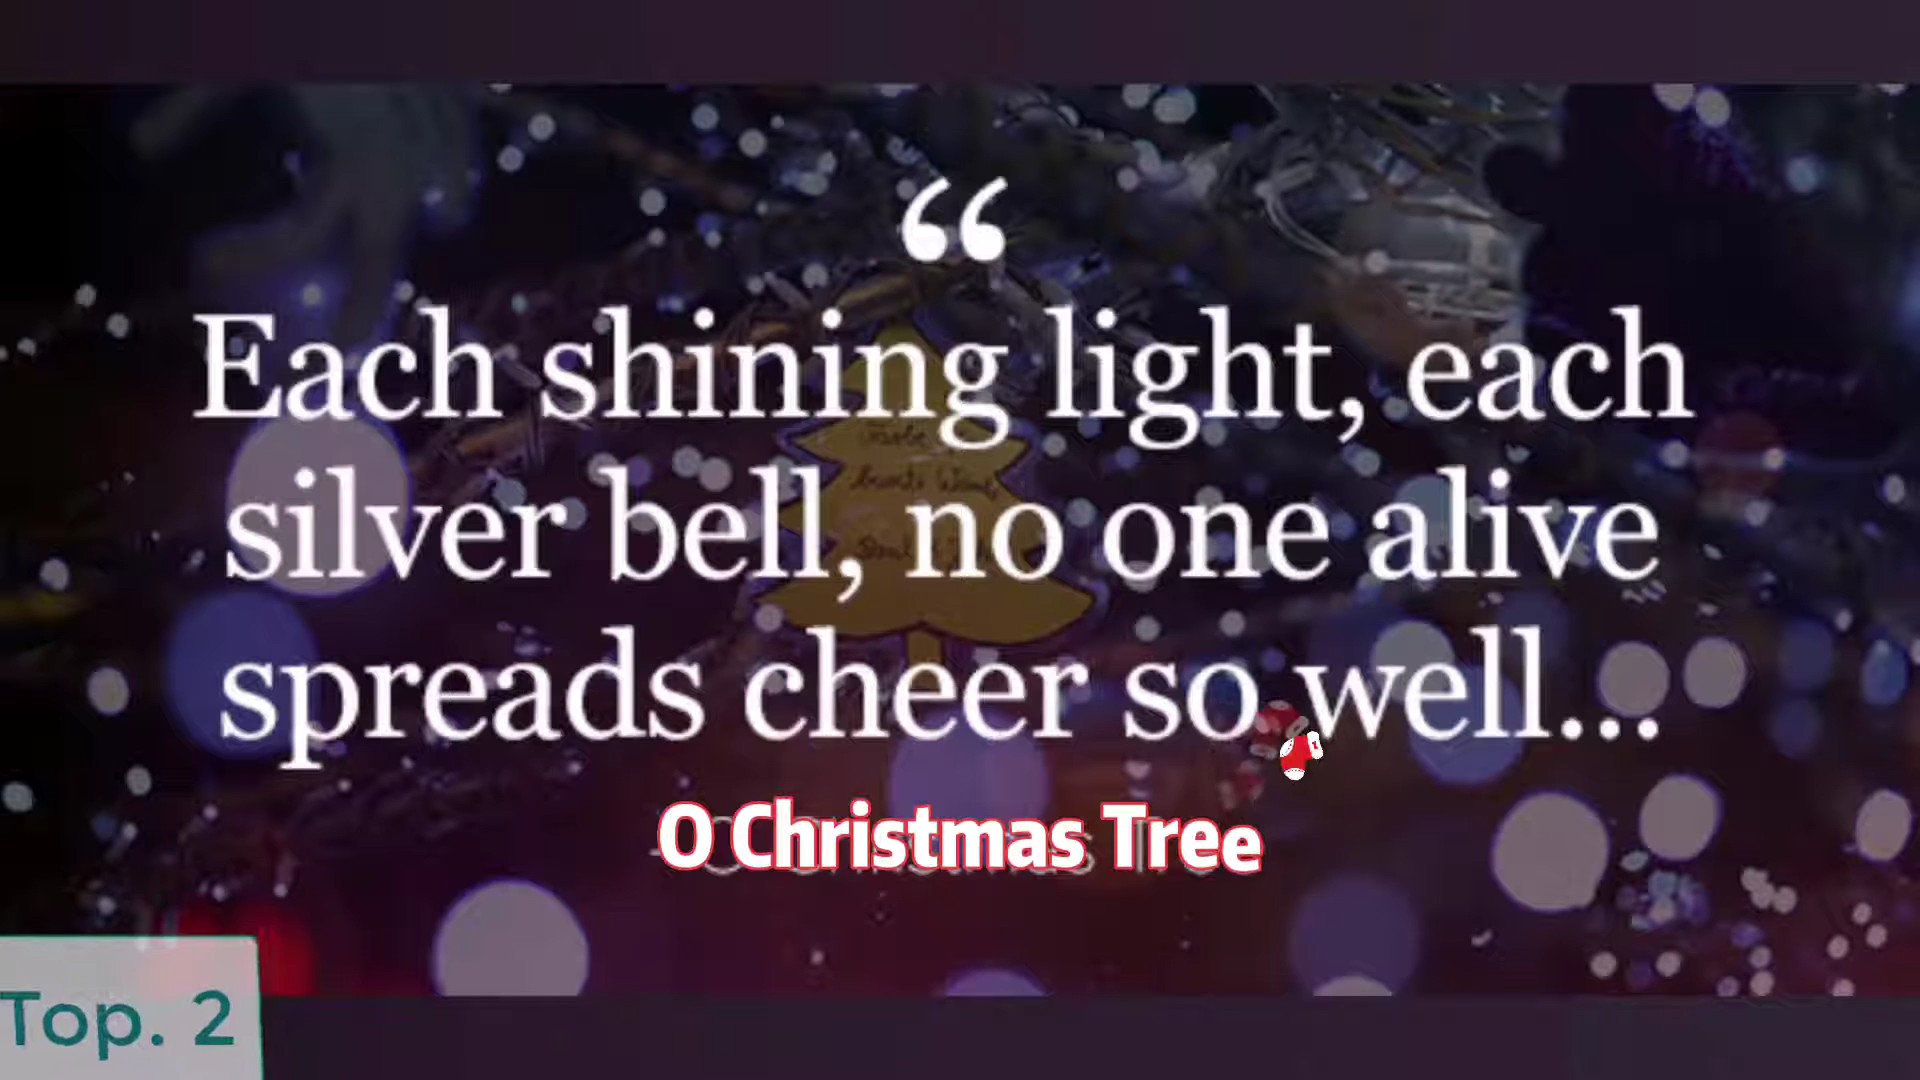 “
Each shining light, each
silver bell, no one alive
spreads cheer so well...
O Christmas Tree
Top. 2